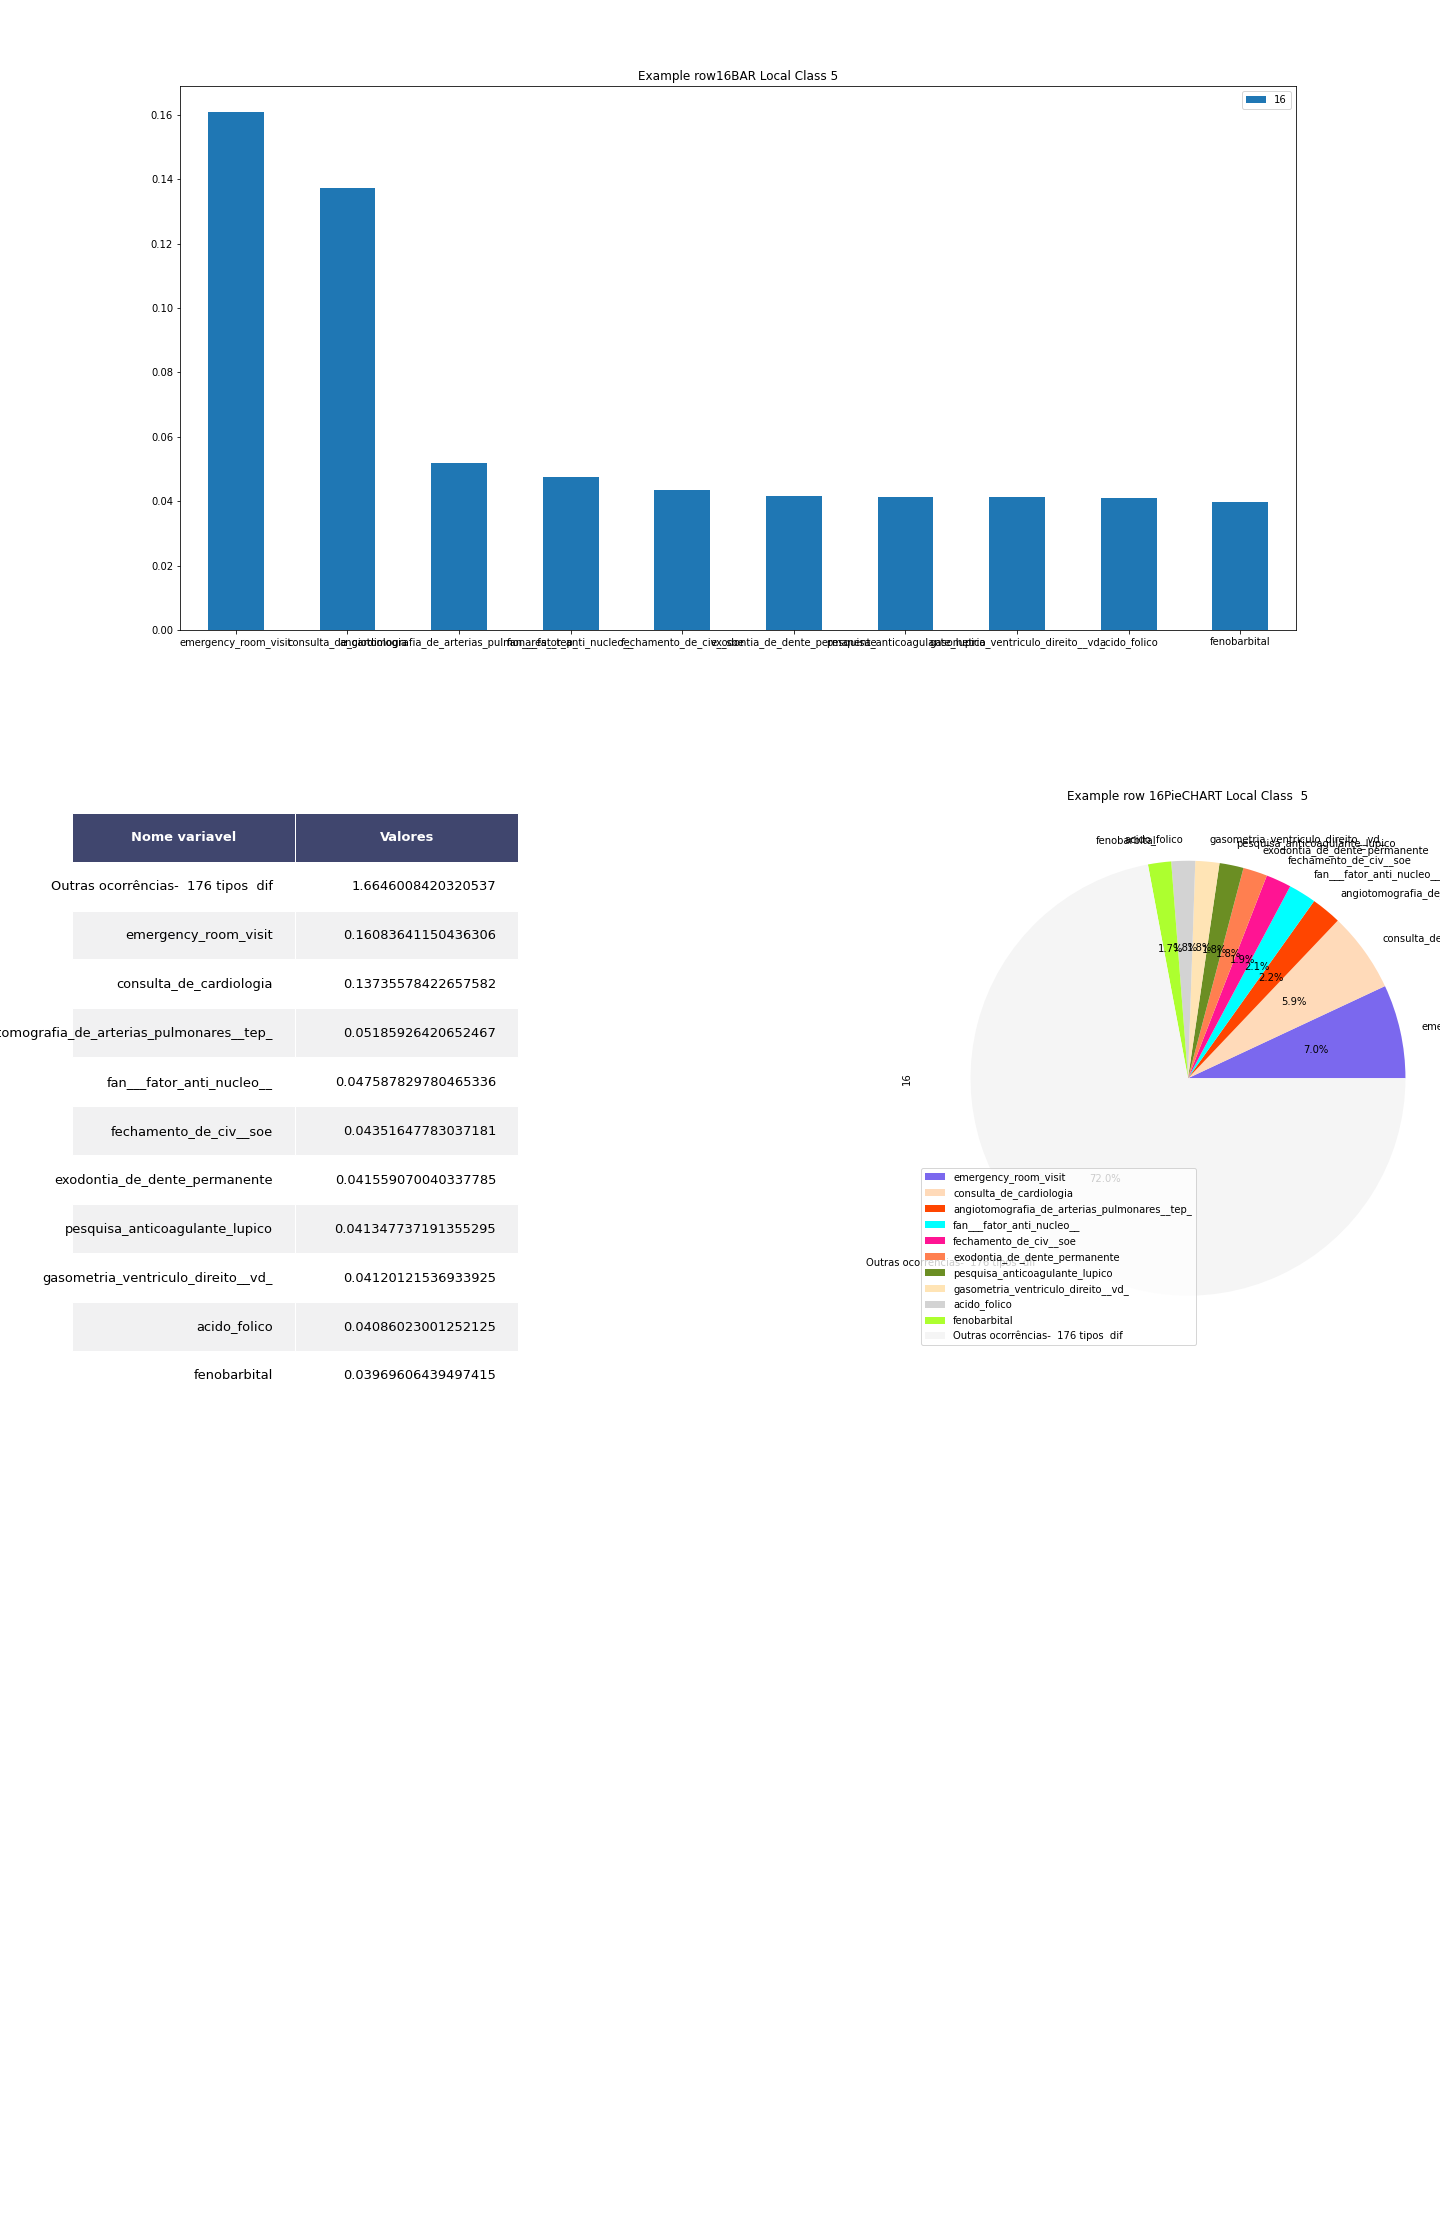 Example row16BAR Local Class 5
16
0.16
0.14
0.12
0.10
0.08
0.06
0.04
0.02
0.00
emergency_room_visit consulta_de_cardiologia angiotomografia_de_arterias_pulmonares__tep_ fan___fator_anti_nucleo__ fechamento_de_civ__soe exodontia_de_dente_permanente pesquisa_anticoagulante_lupico gasometria_ventriculo_direito__vd_ acido_folico fenobarbital
Nome variavel Valores
Outras ocorrências-  176 tipos  dif 1.6646008420320537
emergency_room_visit 0.16083641150436306
consulta_de_cardiologia 0.13735578422657582
tomografia_de_arterias_pulmonares__tep_ 0.05185926420652467
fan___fator_anti_nucleo__ 0.047587829780465336
fechamento_de_civ__soe 0.04351647783037181
exodontia_de_dente_permanente 0.041559070040337785
pesquisa_anticoagulante_lupico 0.041347737191355295
gasometria_ventriculo_direito__vd_ 0.04120121536933925
acido_folico 0.04086023001252125
fenobarbital 0.03969606439497415
Example row 16PieCHART Local Class  5
fenobarbital
acido_folico
gasometria_ventriculo_direito__vd_
pesquisa_anticoagulante_lupico
exodontia_de_dente_permanente
fechamento_de_civ__soe
fan___fator_anti_nucleo__
angiotomografia_de
consulta_de
eme
1.7%
1.8%
1.8%
1.8%
1.8%
1.9%
2.1%
2.2%
5.9%
7.0%
16
72.0%
Outras ocorrências-  176 tipos  dif
emergency_room_visit
consulta_de_cardiologia
angiotomografia_de_arterias_pulmonares__tep_
fan___fator_anti_nucleo__
fechamento_de_civ__soe
exodontia_de_dente_permanente
pesquisa_anticoagulante_lupico
gasometria_ventriculo_direito__vd_
acido_folico
fenobarbital
Outras ocorrências-  176 tipos  dif